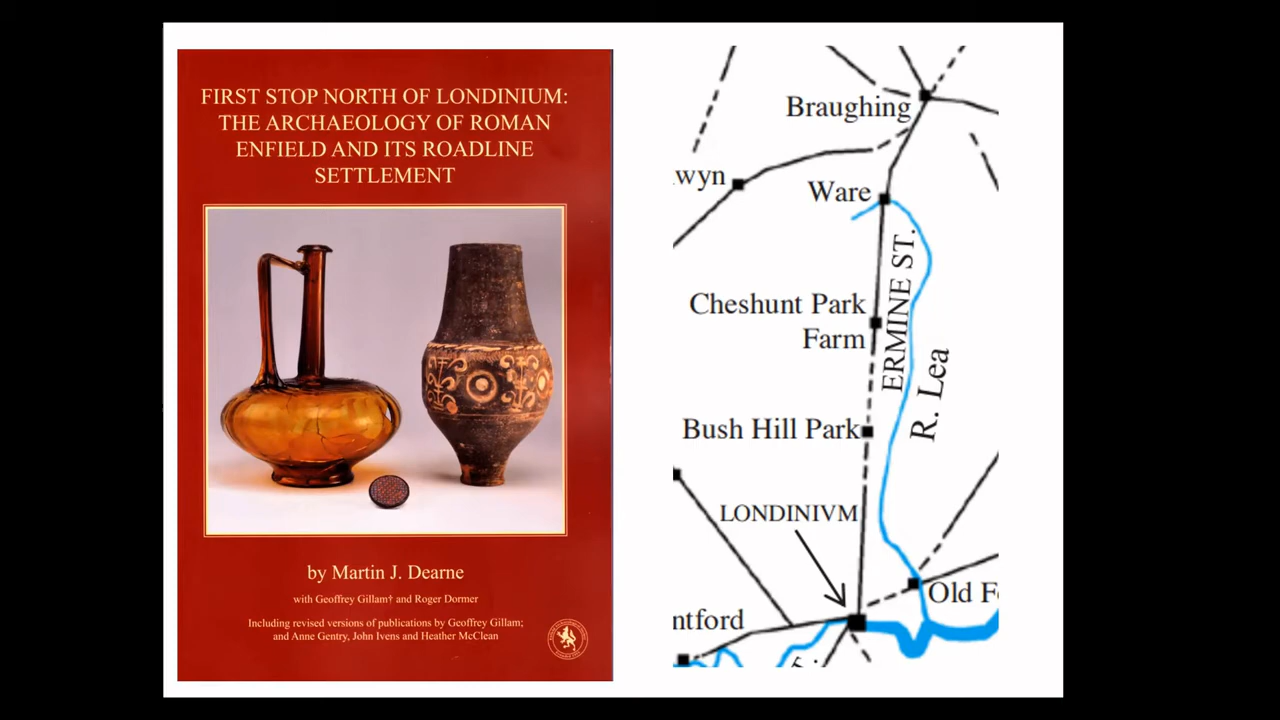 FIRST STOP NORTH OF LONDINIUM:
THE ARCHAEOLOGY OF ROMAN
ENFIELD AND ITS ROADLINE
SETTLEMENT
by Martin J. Dearne
with Geoffrey Gillam† and Roger Dormer
Including revised versions of publications by Geoffrey Gillam;
and Anne Gentry, John Ivens and Heather McClean
Braughing
wyn
Ware
ERMINE ST.
Cheshunt Park
Farm
R. Lea
Bush Hill Park
LONDINIVM
Old F
ntford